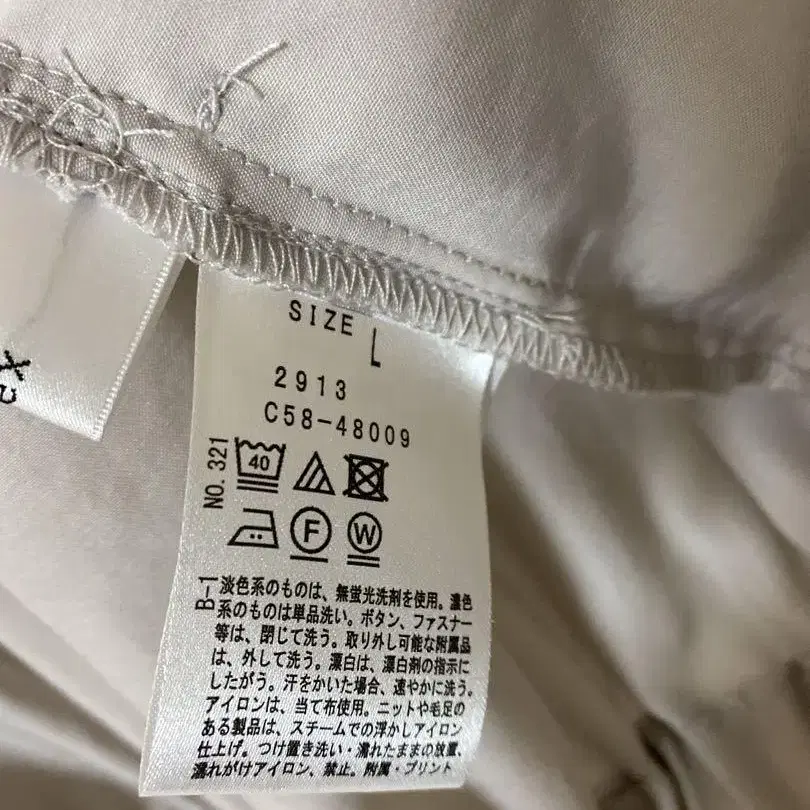 SIZE L
2913
C58-48009
NO. 321
40
F W
B-1
淡色系のものは、無蛍光洗剤を使用。濃色
系のものは単品洗い。ボタン、ファスナー
等は、閉じて洗う。取り外し可能な附属品
は、外して洗う。漂白は、漂白剤の指示に
したがう。汗をかいた場合、速やかに洗う。
アイロンは、当て布使用。ニットや毛足の
ある製品は、スチームでの浮かしアイロン
仕上げ。つけ置き洗い・濡れたままの放置、
濡れがけアイロン、禁止。附属・プリント